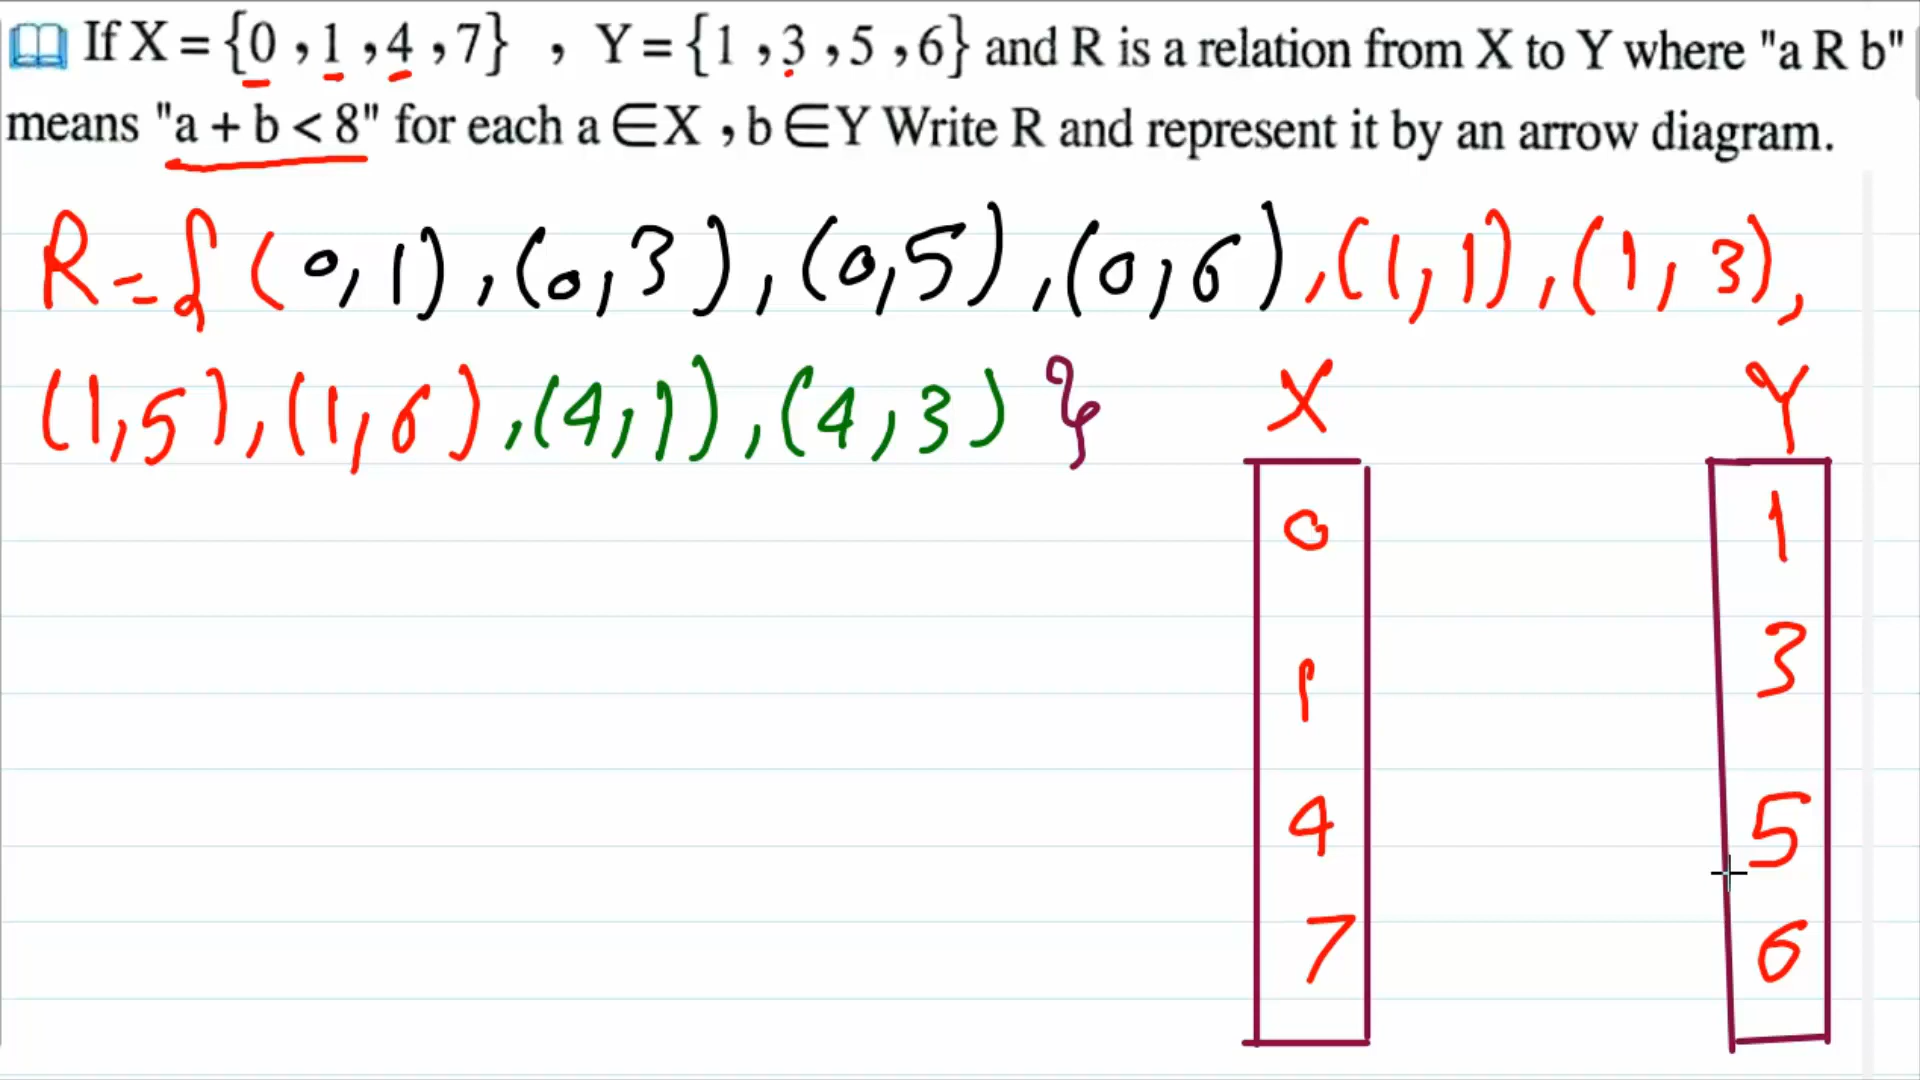 If X = {0 , 1 , 4 , 7} , Y = {1 , 3 , 5 , 6} and R is a relation from X to Y where "a R b"
means "a + b < 8" for each a ∈ X , b ∈ Y Write R and represent it by an arrow diagram.
R = { (0,1) , (0,3) , (0,5) , (0,6) , (1,1) , (1,3) ,
(1,5) , (1,6) , (4,1) , (4,3) }
X Y
0 1
1 3
4 5
7 6